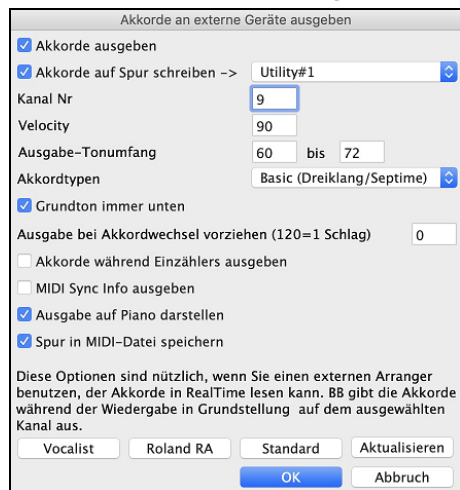 Akkorde an externe Geräte ausgeben
Akkorde ausgeben
Akkorde auf Spur schreiben -> Utility#1
Kanal Nr 9
Velocity 90
Ausgabe-Tonumfang 60 bis 72
Akkordtypen Basic (Dreiklang/Septime)
Grundton immer unten
Ausgabe bei Akkordwechsel vorziehen (120=1 Schlag) 0
Akkorde während Einzählers ausgeben
MIDI Sync Info ausgeben
Ausgabe auf Piano darstellen
Spur in MIDI-Datei speichern
Diese Optionen sind nützlich, wenn Sie einen externen Arranger
benutzen, der Akkorde in RealTime lesen kann. BB gibt die Akkorde
während der Wiedergabe in Grundstellung auf dem ausgewählten
Kanal aus.
Vocalist Roland RA Standard Aktualisieren
OK Abbruch